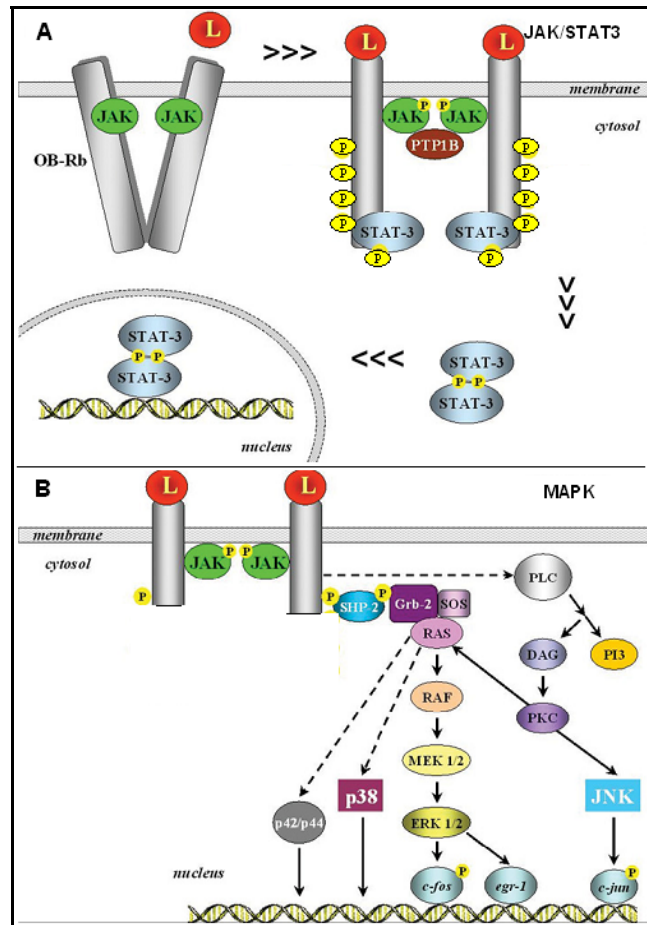 A
L
>>>
L
L
JAK/STAT3
membrane
JAK
JAK
JAK
P
P
JAK
cytosol
PTP1B
OB-Rb
P
P
P
P
P
P
P
P
STAT-3
STAT-3
P
P
>>>
STAT-3
P-P
STAT-3
<<<
STAT-3
P-P
STAT-3
nucleus
B
L
L
MAPK
membrane
cytosol
JAK
P
P
JAK
PLC
P
P
SHP-2
P
Grb-2
SOS
RAS
DAG
PI3
RAF
PKC
MEK 1/2
p38
JNK
p42/p44
ERK 1/2
nucleus
c-fos
P
egr-1
c-jun
P